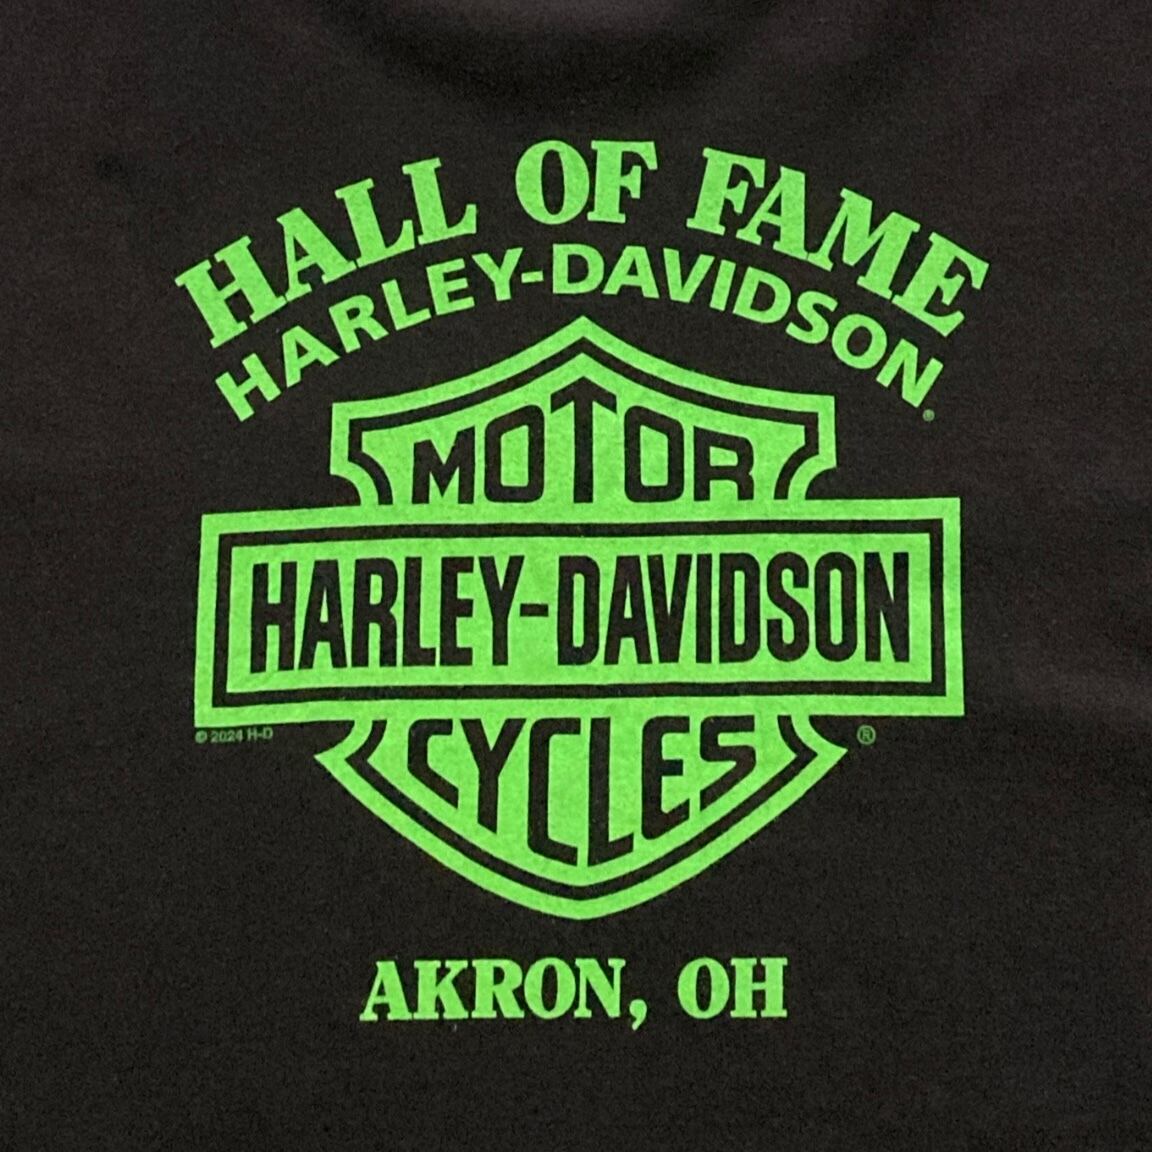 HALL OF FAME
HARLEY-DAVIDSON®
MOTOR
HARLEY-DAVIDSON
© 2024 H-D
®
CYCLES
AKRON, OH